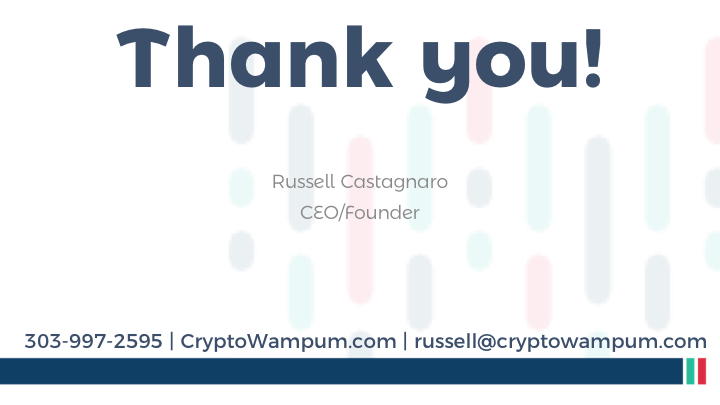 Thank you!
Russell Castagnaro
CEO/Founder
303-997-2595 | CryptoWampum.com | russell@cryptowampum.com